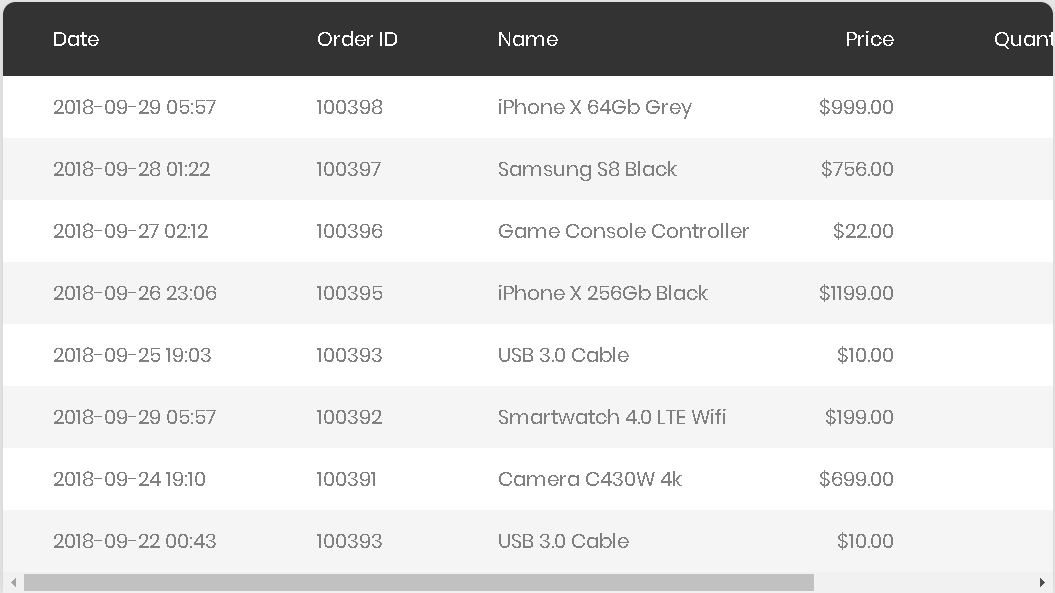 Date Order ID Name Price Quant
2018-09-29 05:57 100398 iPhone X 64Gb Grey $999.00
2018-09-28 01:22 100397 Samsung S8 Black $756.00
2018-09-27 02:12 100396 Game Console Controller $22.00
2018-09-26 23:06 100395 iPhone X 256Gb Black $1199.00
2018-09-25 19:03 100393 USB 3.0 Cable $10.00
2018-09-29 05:57 100392 Smartwatch 4.0 LTE Wifi $199.00
2018-09-24 19:10 100391 Camera C430W 4k $699.00
2018-09-22 00:43 100393 USB 3.0 Cable $10.00